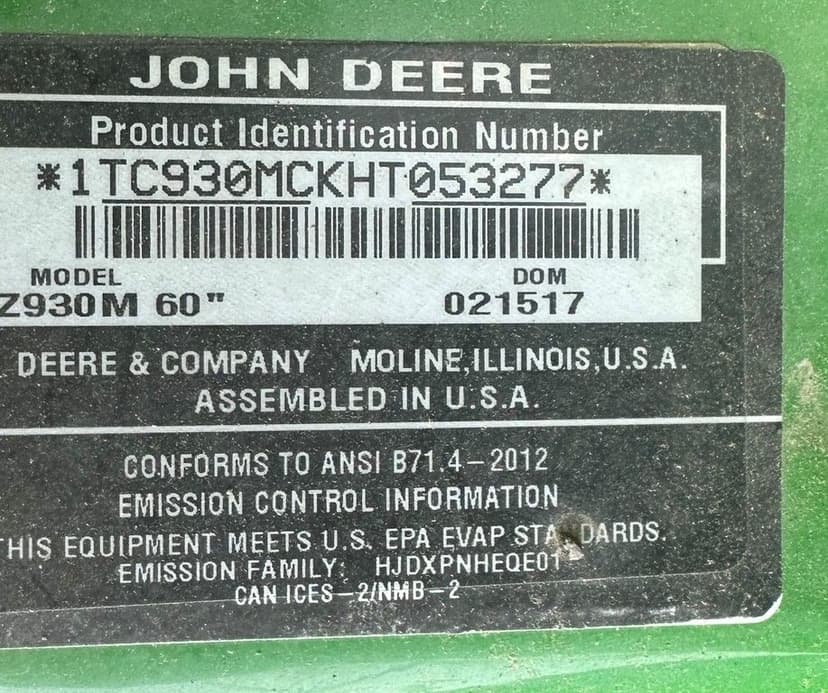 JOHN DEERE
Product Identification Number
*1TC930MCKHT053277*
MODEL DOM
Z930M 60" 021517
DEERE & COMPANY MOLINE, ILLINOIS, U.S.A.
ASSEMBLED IN U.S.A.
CONFORMS TO ANSI B71.4-2012
EMISSION CONTROL INFORMATION
THIS EQUIPMENT MEETS U.S. EPA EVAP STANDARDS.
EMISSION FAMILY: HJDXPNHEQE01
CAN ICES-2/NMB-2